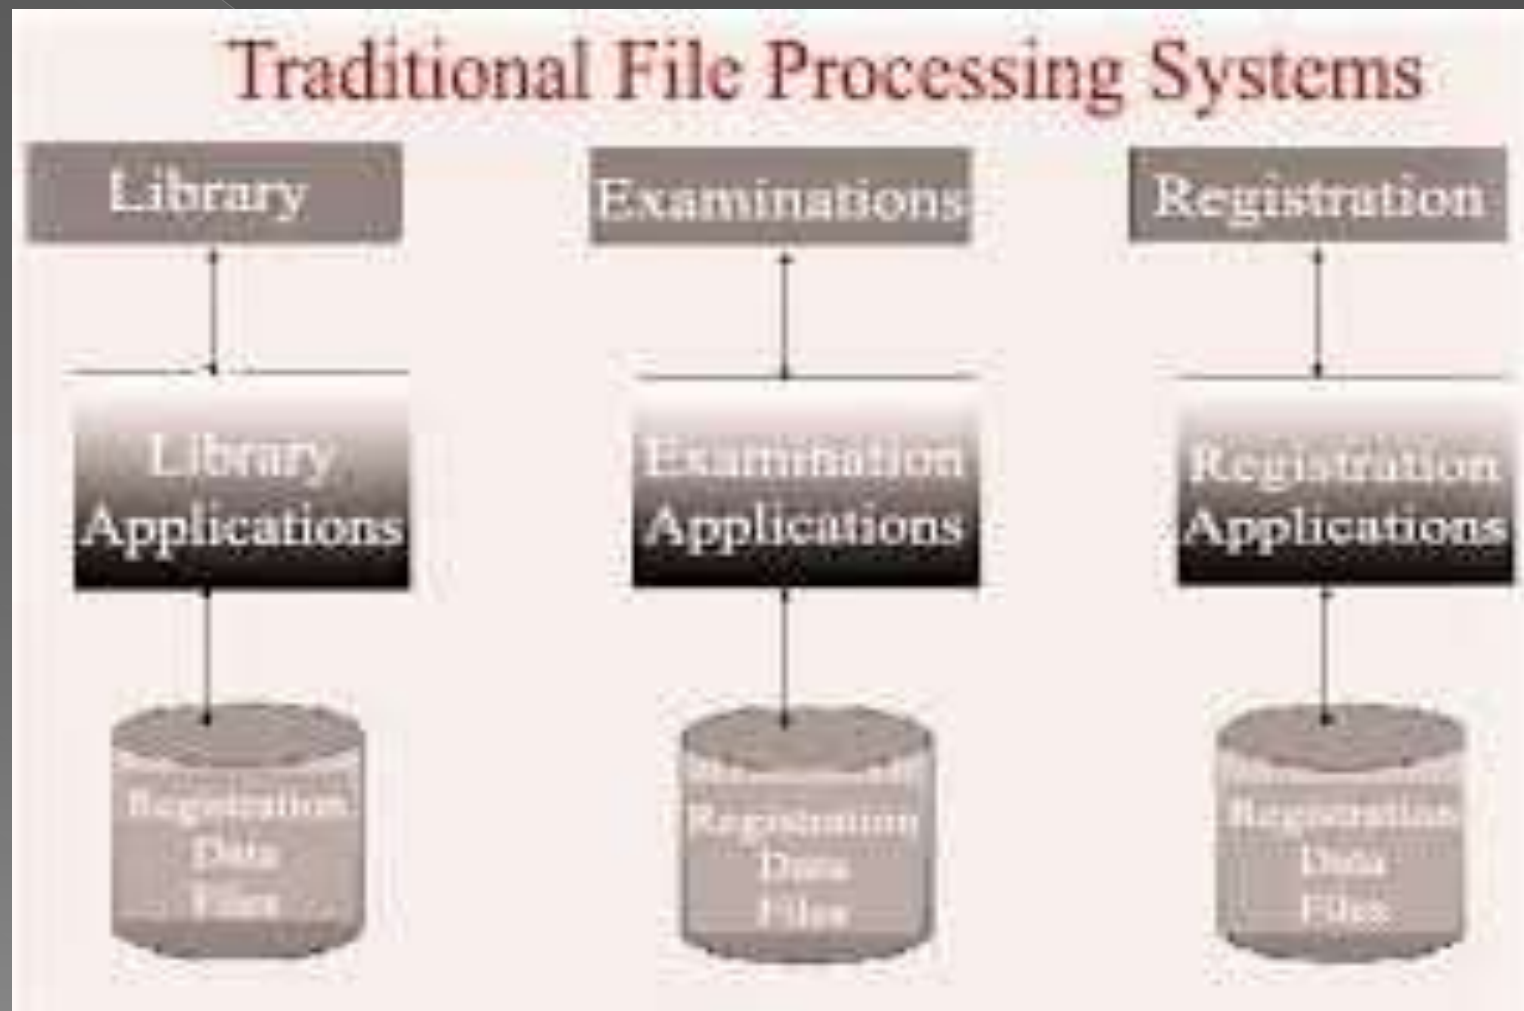 Traditional File Processing Systems
Library
Examinations
Registration
Library
Applications
Examination
Applications
Registration
Applications
Registration
Data
Files
Registration
Data
Files
Registration
Data
Files